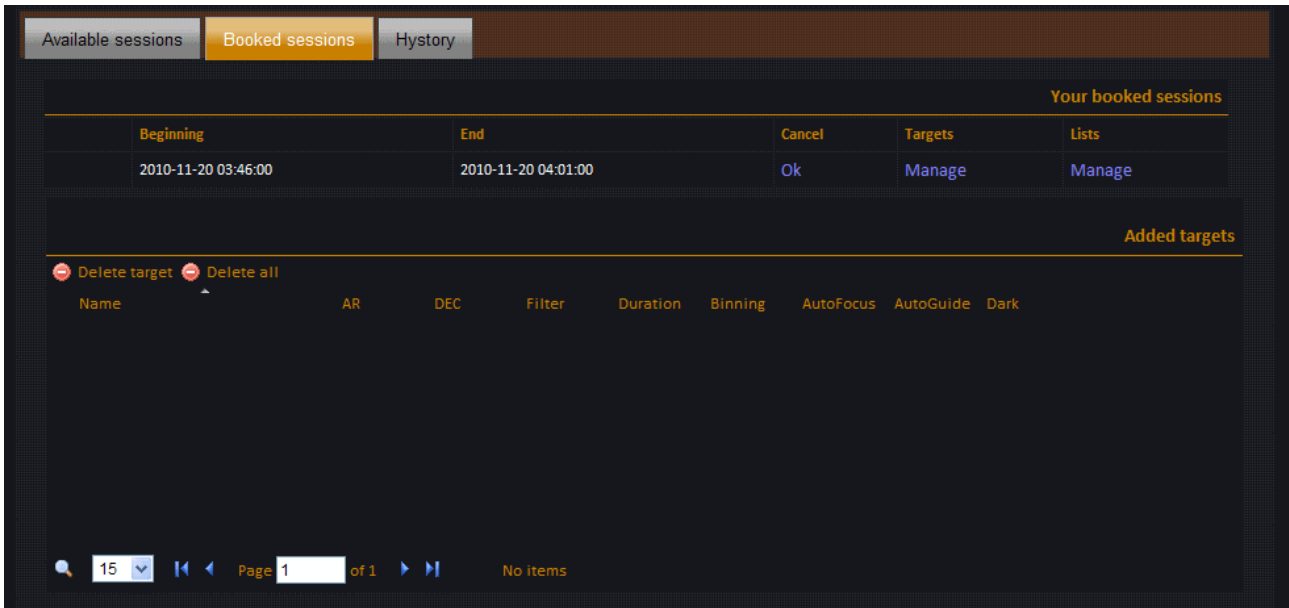 Available sessions Booked sessions Hystory
Your booked sessions
Beginning End Cancel Targets Lists
2010-11-20 03:46:00 2010-11-20 04:01:00 Ok Manage Manage
Added targets
Delete target Delete all
Name AR DEC Filter Duration Binning AutoFocus AutoGuide Dark
15 Page 1 of 1 No items